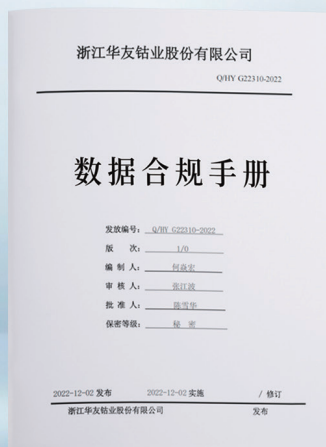 浙江华友钴业股份有限公司
Q/HY G22310-2022
数据合规手册
发放编号： Q/HY G22310-2022
版 次： 1/0
编 制 人： 何焱宏
审 核 人： 张江波
批 准 人： 陈雪华
保密等级： 秘 密
2022-12-02 发布 2022-12-02 实施 / 修订
浙江华友钴业股份有限公司 发布